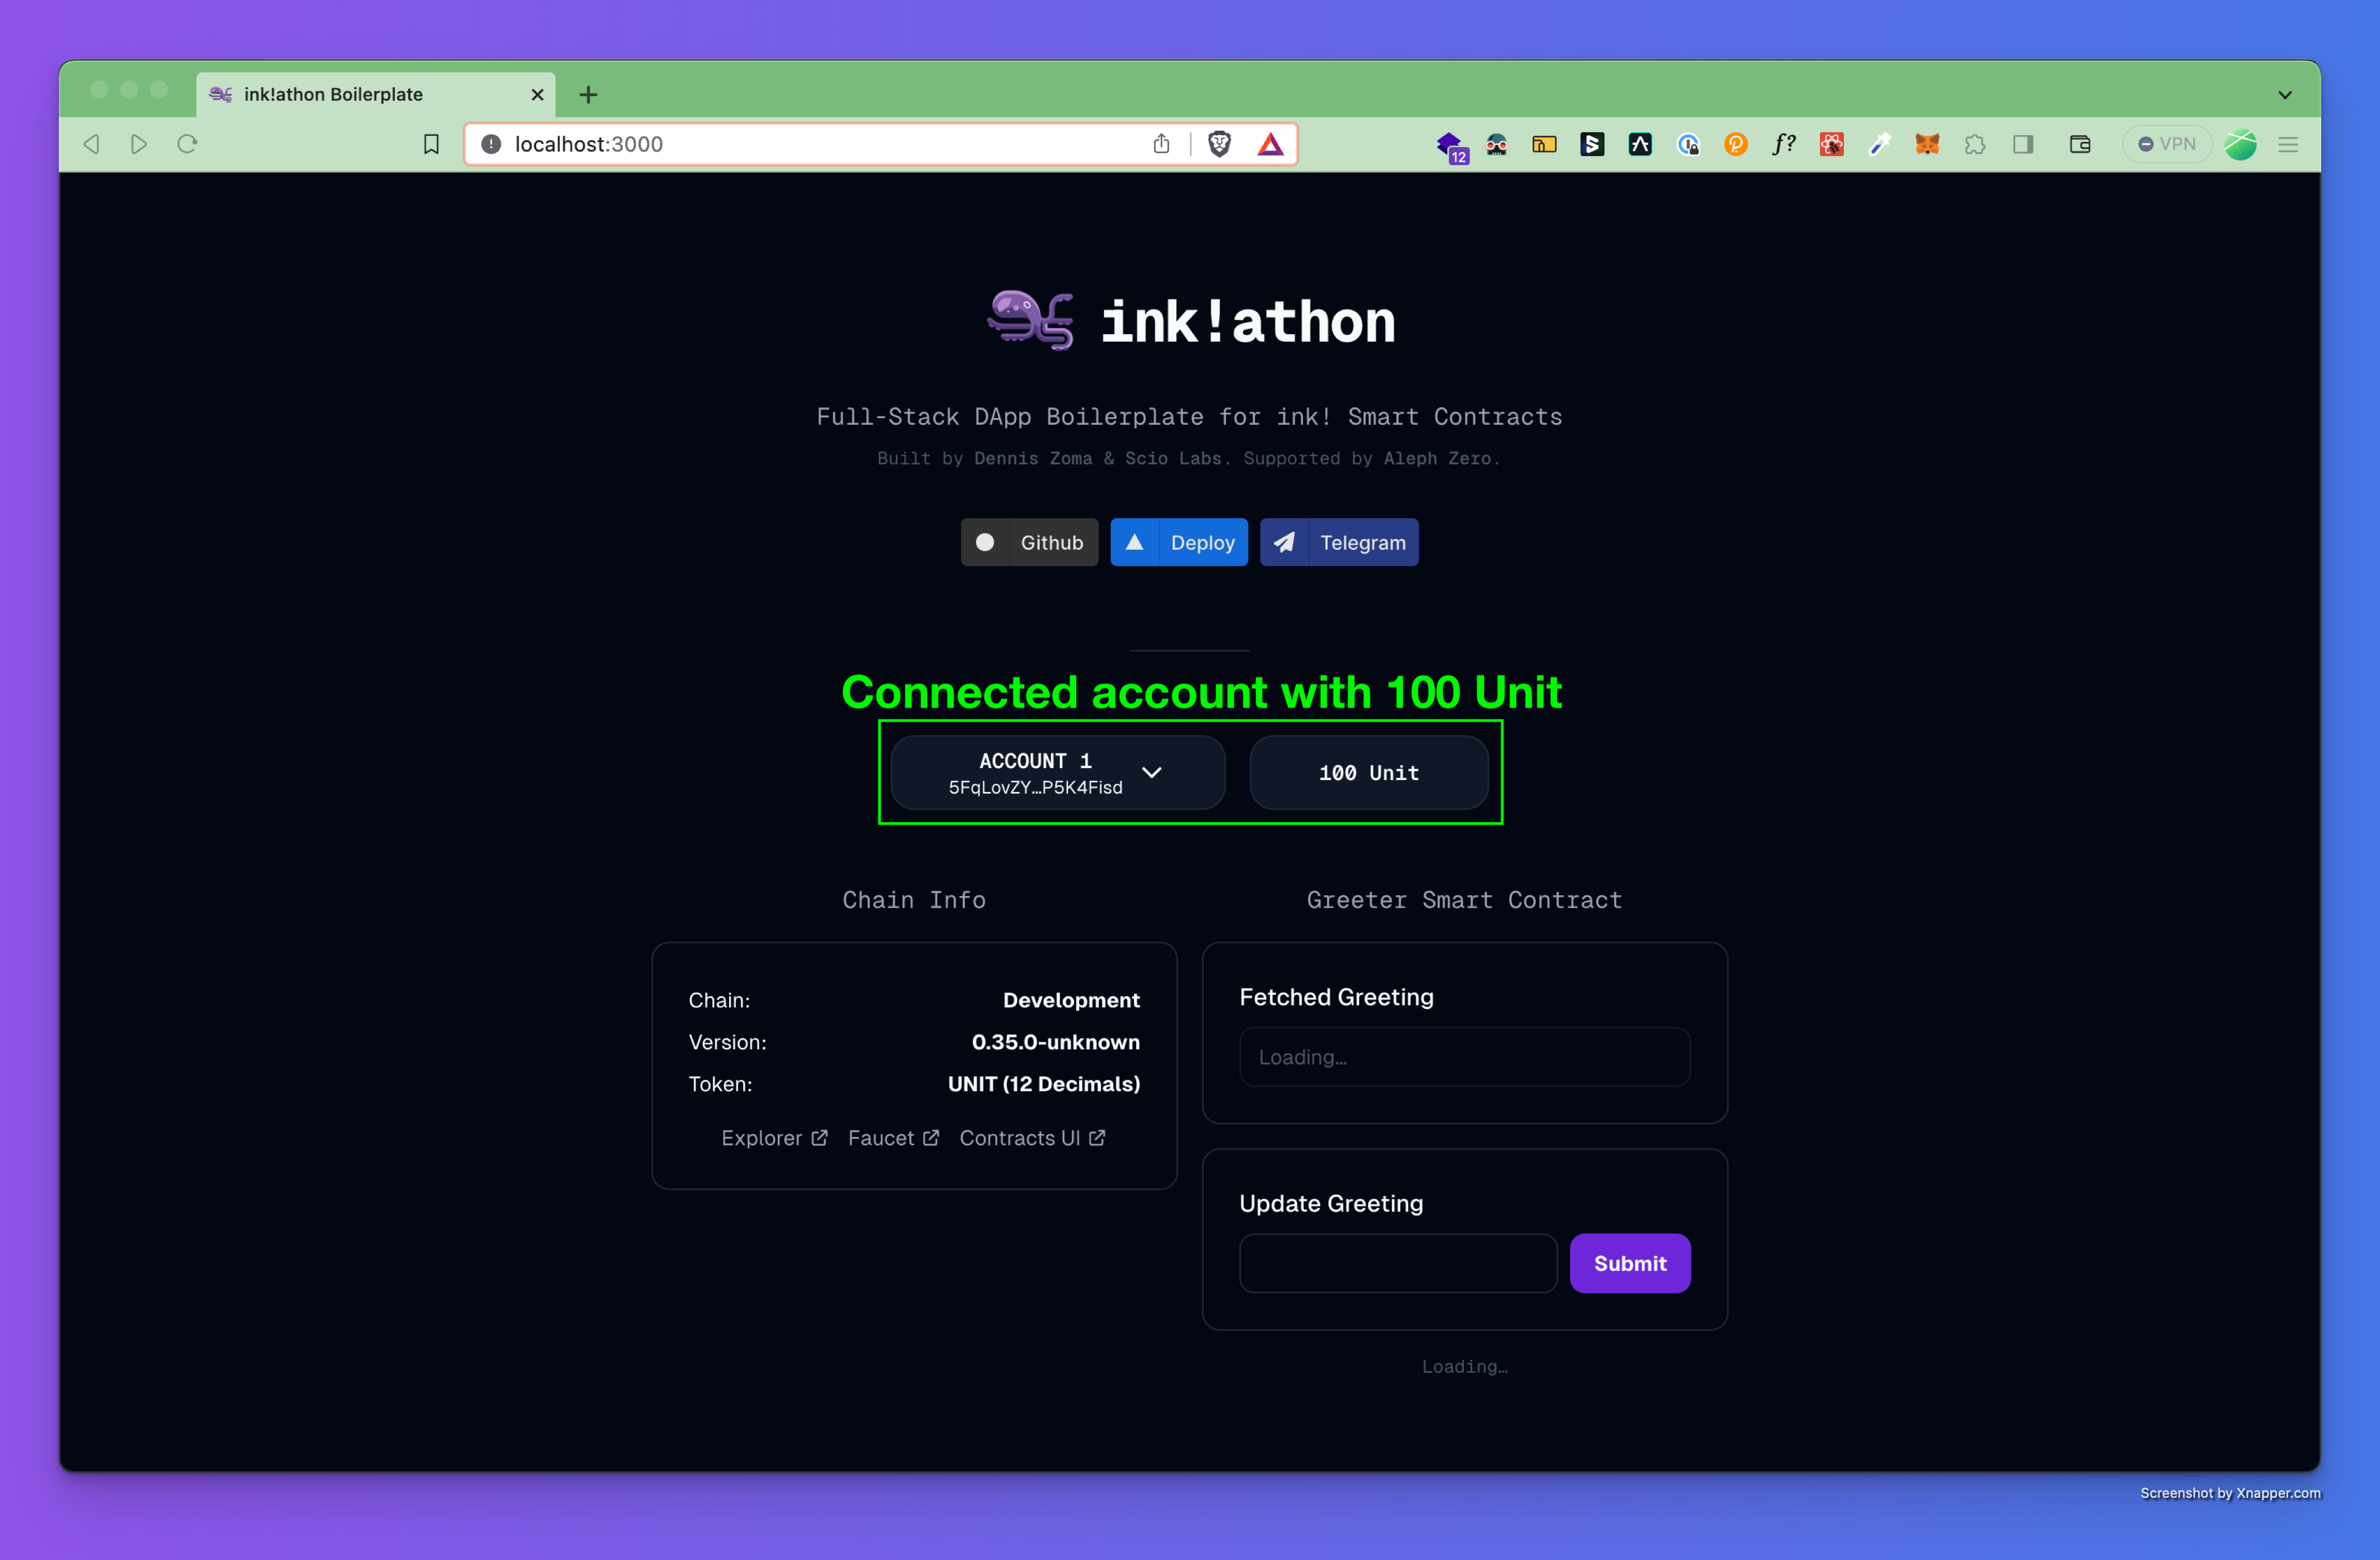 ink!athon Boilerplate
localhost:3000
12
f?
VPN
ink!athon
Full-Stack DApp Boilerplate for ink! Smart Contracts
Built by Dennis Zoma & Scio Labs. Supported by Aleph Zero.
Github
Deploy
Telegram
Connected account with 100 Unit
ACCOUNT 1
5FqLovZY…P5K4Fisd
100 Unit
Chain Info
Chain: Development
Version: 0.35.0-unknown
Token: UNIT (12 Decimals)
Explorer Faucet Contracts UI
Greeter Smart Contract
Fetched Greeting
Loading…
Update Greeting
Submit
Loading…
Screenshot by Xnapper.com